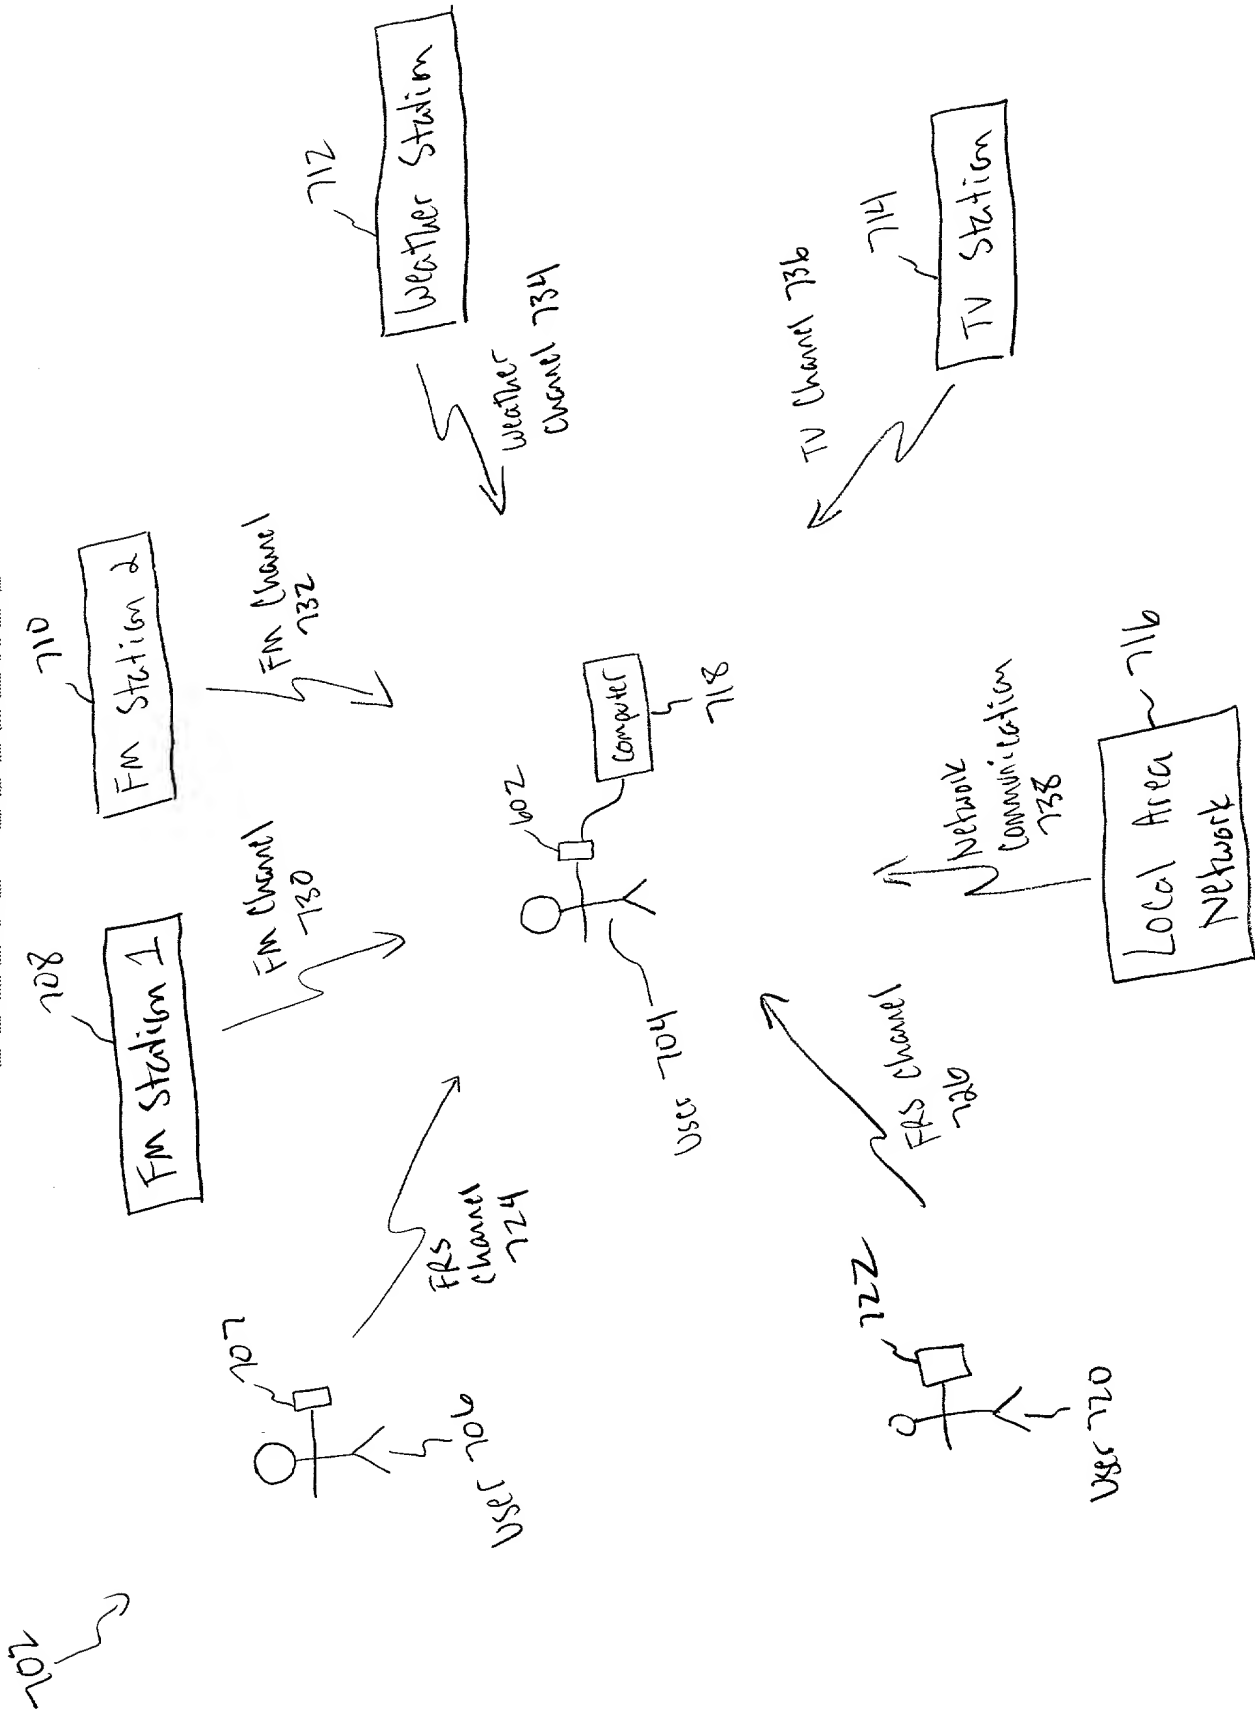 702
708
FM Station 1
710
FM Station 2
712
Weather Station
FM Channel
730
FM Channel
732
Weather
Channel 734
707
User 706
FRS
Channel
724
602
Computer
718
User 704
TV Channel 736
714
TV Station
722
User 720
FRS Channel
726
Network
Communication
738
Local Area
Network
716